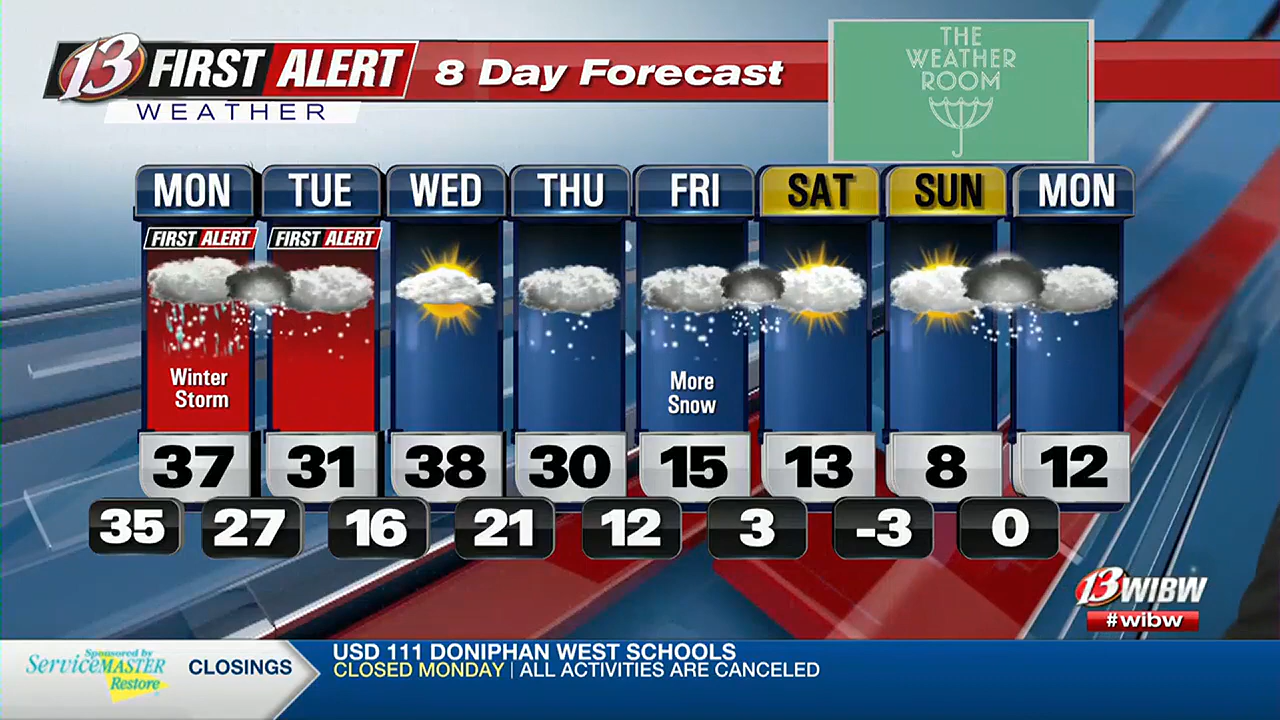 13 FIRST ALERT
WEATHER
8 Day Forecast
THE
WEATHER
ROOM
MON TUE WED THU FRI SAT SUN MON
FIRST ALERT FIRST ALERT
Winter
Storm
More
Snow
37 31 38 30 15 13 8 12
35 27 16 21 12 3 -3 0
13 WIBW
#wibw
Sponsored by
ServiceMASTER
Restore
CLOSINGS
USD 111 DONIPHAN WEST SCHOOLS
CLOSED MONDAY | ALL ACTIVITIES ARE CANCELED